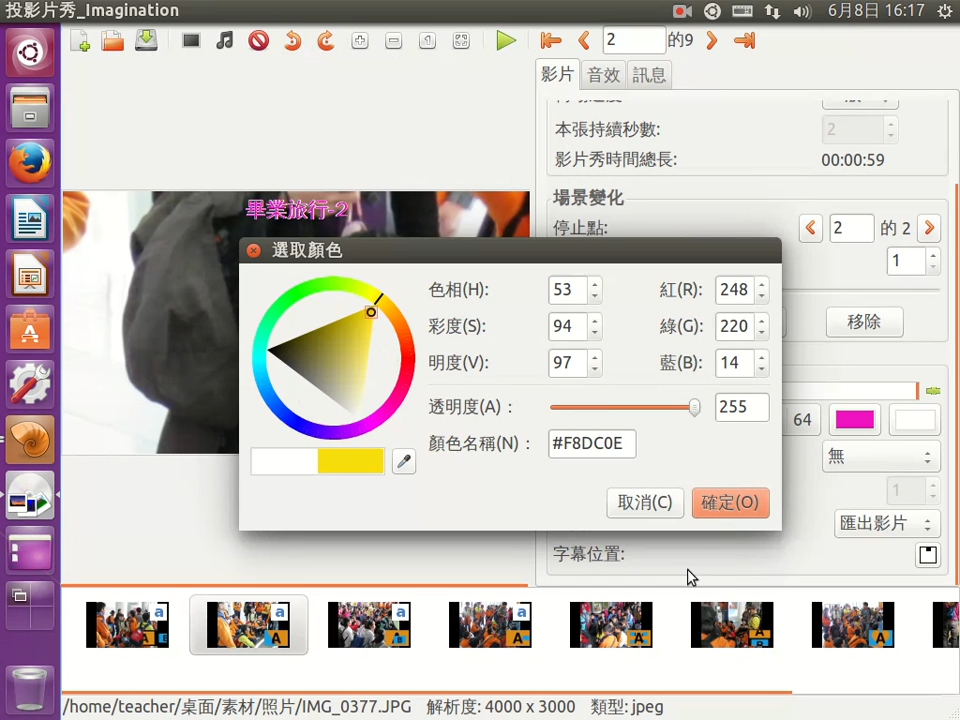 投影片秀_Imagination
6月8日 16:17
2 的9
影片 音效 訊息
本張持續秒數: 2
影片秀時間總長: 00:00:59
場景變化
停止點: 2 的 2
1
移除
畢業旅行-2
選取顏色
色相(H): 53 紅(R): 248
彩度(S): 94 綠(G): 220
明度(V): 97 藍(B): 14
透明度(A): 255
顏色名稱(N): #F8DC0E
取消(C) 確定(O)
64
無
1
匯出影片
字幕位置:
/home/teacher/桌面/素材/照片/IMG_0377.JPG 解析度: 4000 x 3000 類型: jpeg